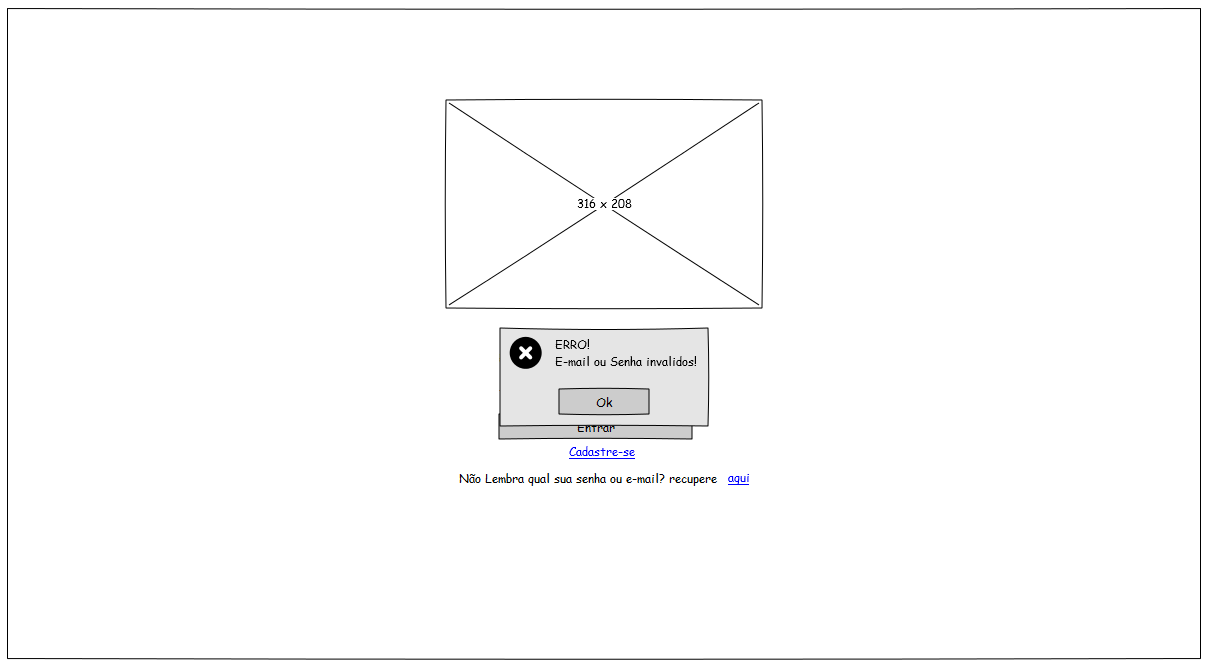 316 x 208
ERRO!
E-mail ou Senha invalidos!
Ok
Entrar
Cadastre-se
Não Lembra qual sua senha ou e-mail? recupere aqui